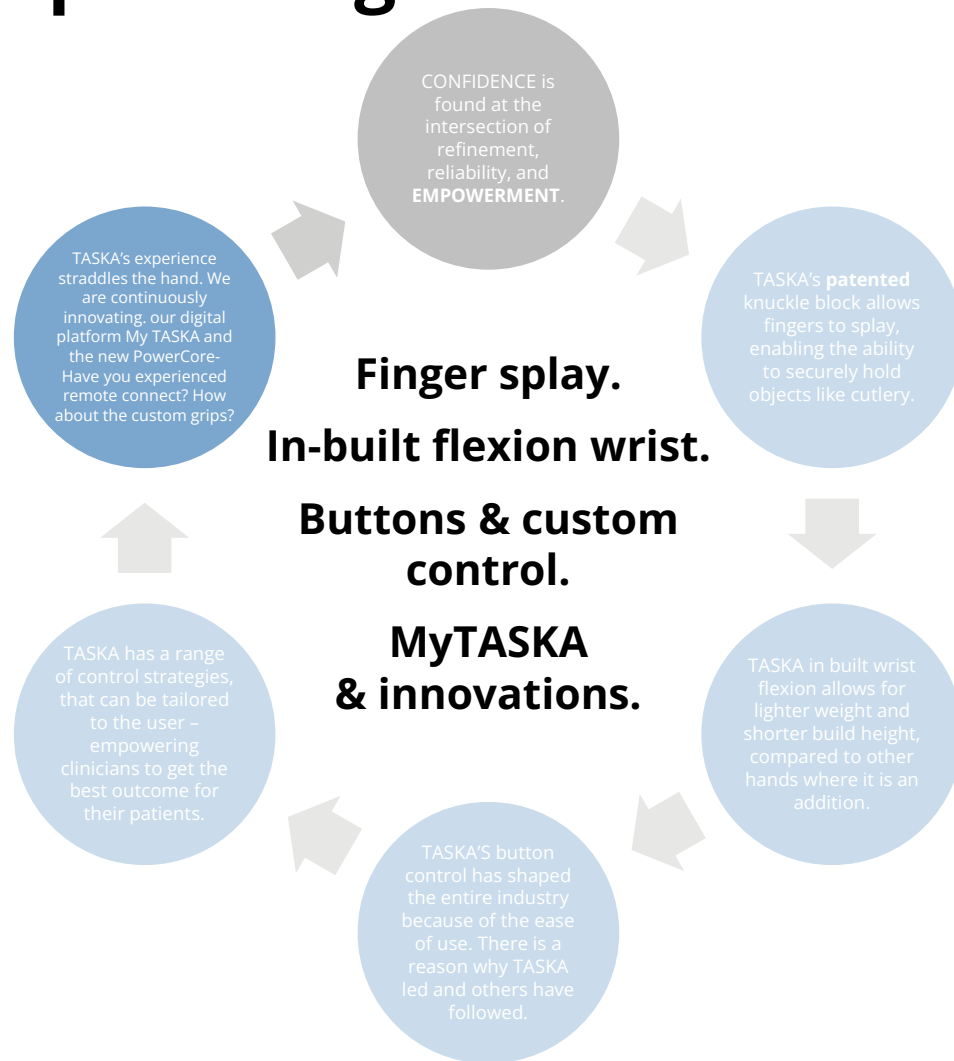 CONFIDENCE is
found at the
intersection of
refinement,
reliability, and
EMPOWERMENT.
TASKA's patented
knuckle block allows
fingers to splay,
enabling the ability
to securely hold
objects like cutlery.
TASKA in built wrist
flexion allows for
lighter weight and
shorter build height,
compared to other
hands where it is an
addition.
TASKA'S button
control has shaped
the entire industry
because of the ease
of use. There is a
reason why TASKA
led and others have
followed.
TASKA has a range
of control strategies,
that can be tailored
to the user –
empowering
clinicians to get the
best outcome for
their patients.
TASKA's experience
straddles the hand. We
are continuously
innovating. our digital
platform My TASKA and
the new PowerCore-
Have you experienced
remote connect? How
about the custom grips?
Finger splay.
In-built flexion wrist.
Buttons & custom
control.
MyTASKA
& innovations.